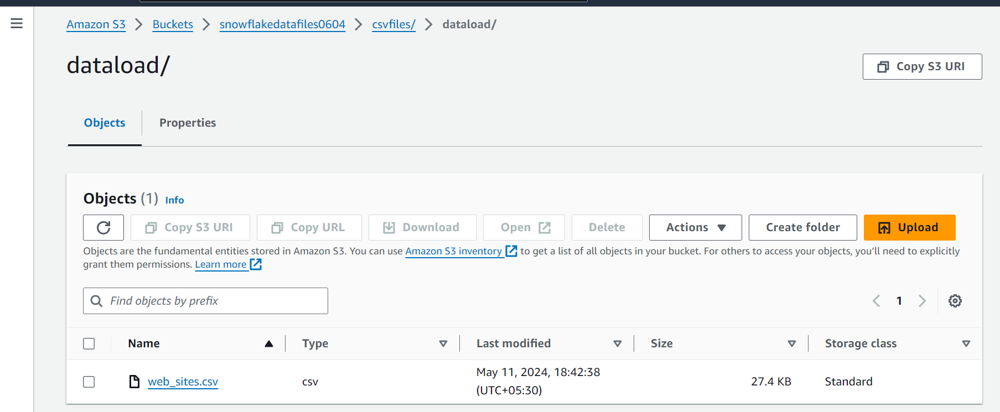 Amazon S3 > Buckets > snowflakedatafiles0604 > csvfiles/ > dataload/
dataload/
Copy S3 URI
Objects Properties
Objects (1) Info
Copy S3 URI Copy URL Download Open Delete Actions Create folder Upload
Objects are the fundamental entities stored in Amazon S3. You can use Amazon S3 inventory to get a list of all objects in your bucket. For others to access your objects, you’ll need to explicitly
grant them permissions. Learn more
Find objects by prefix
1
Name Type Last modified Size Storage class
web_sites.csv csv May 11, 2024, 18:42:38 (UTC+05:30) 27.4 KB Standard